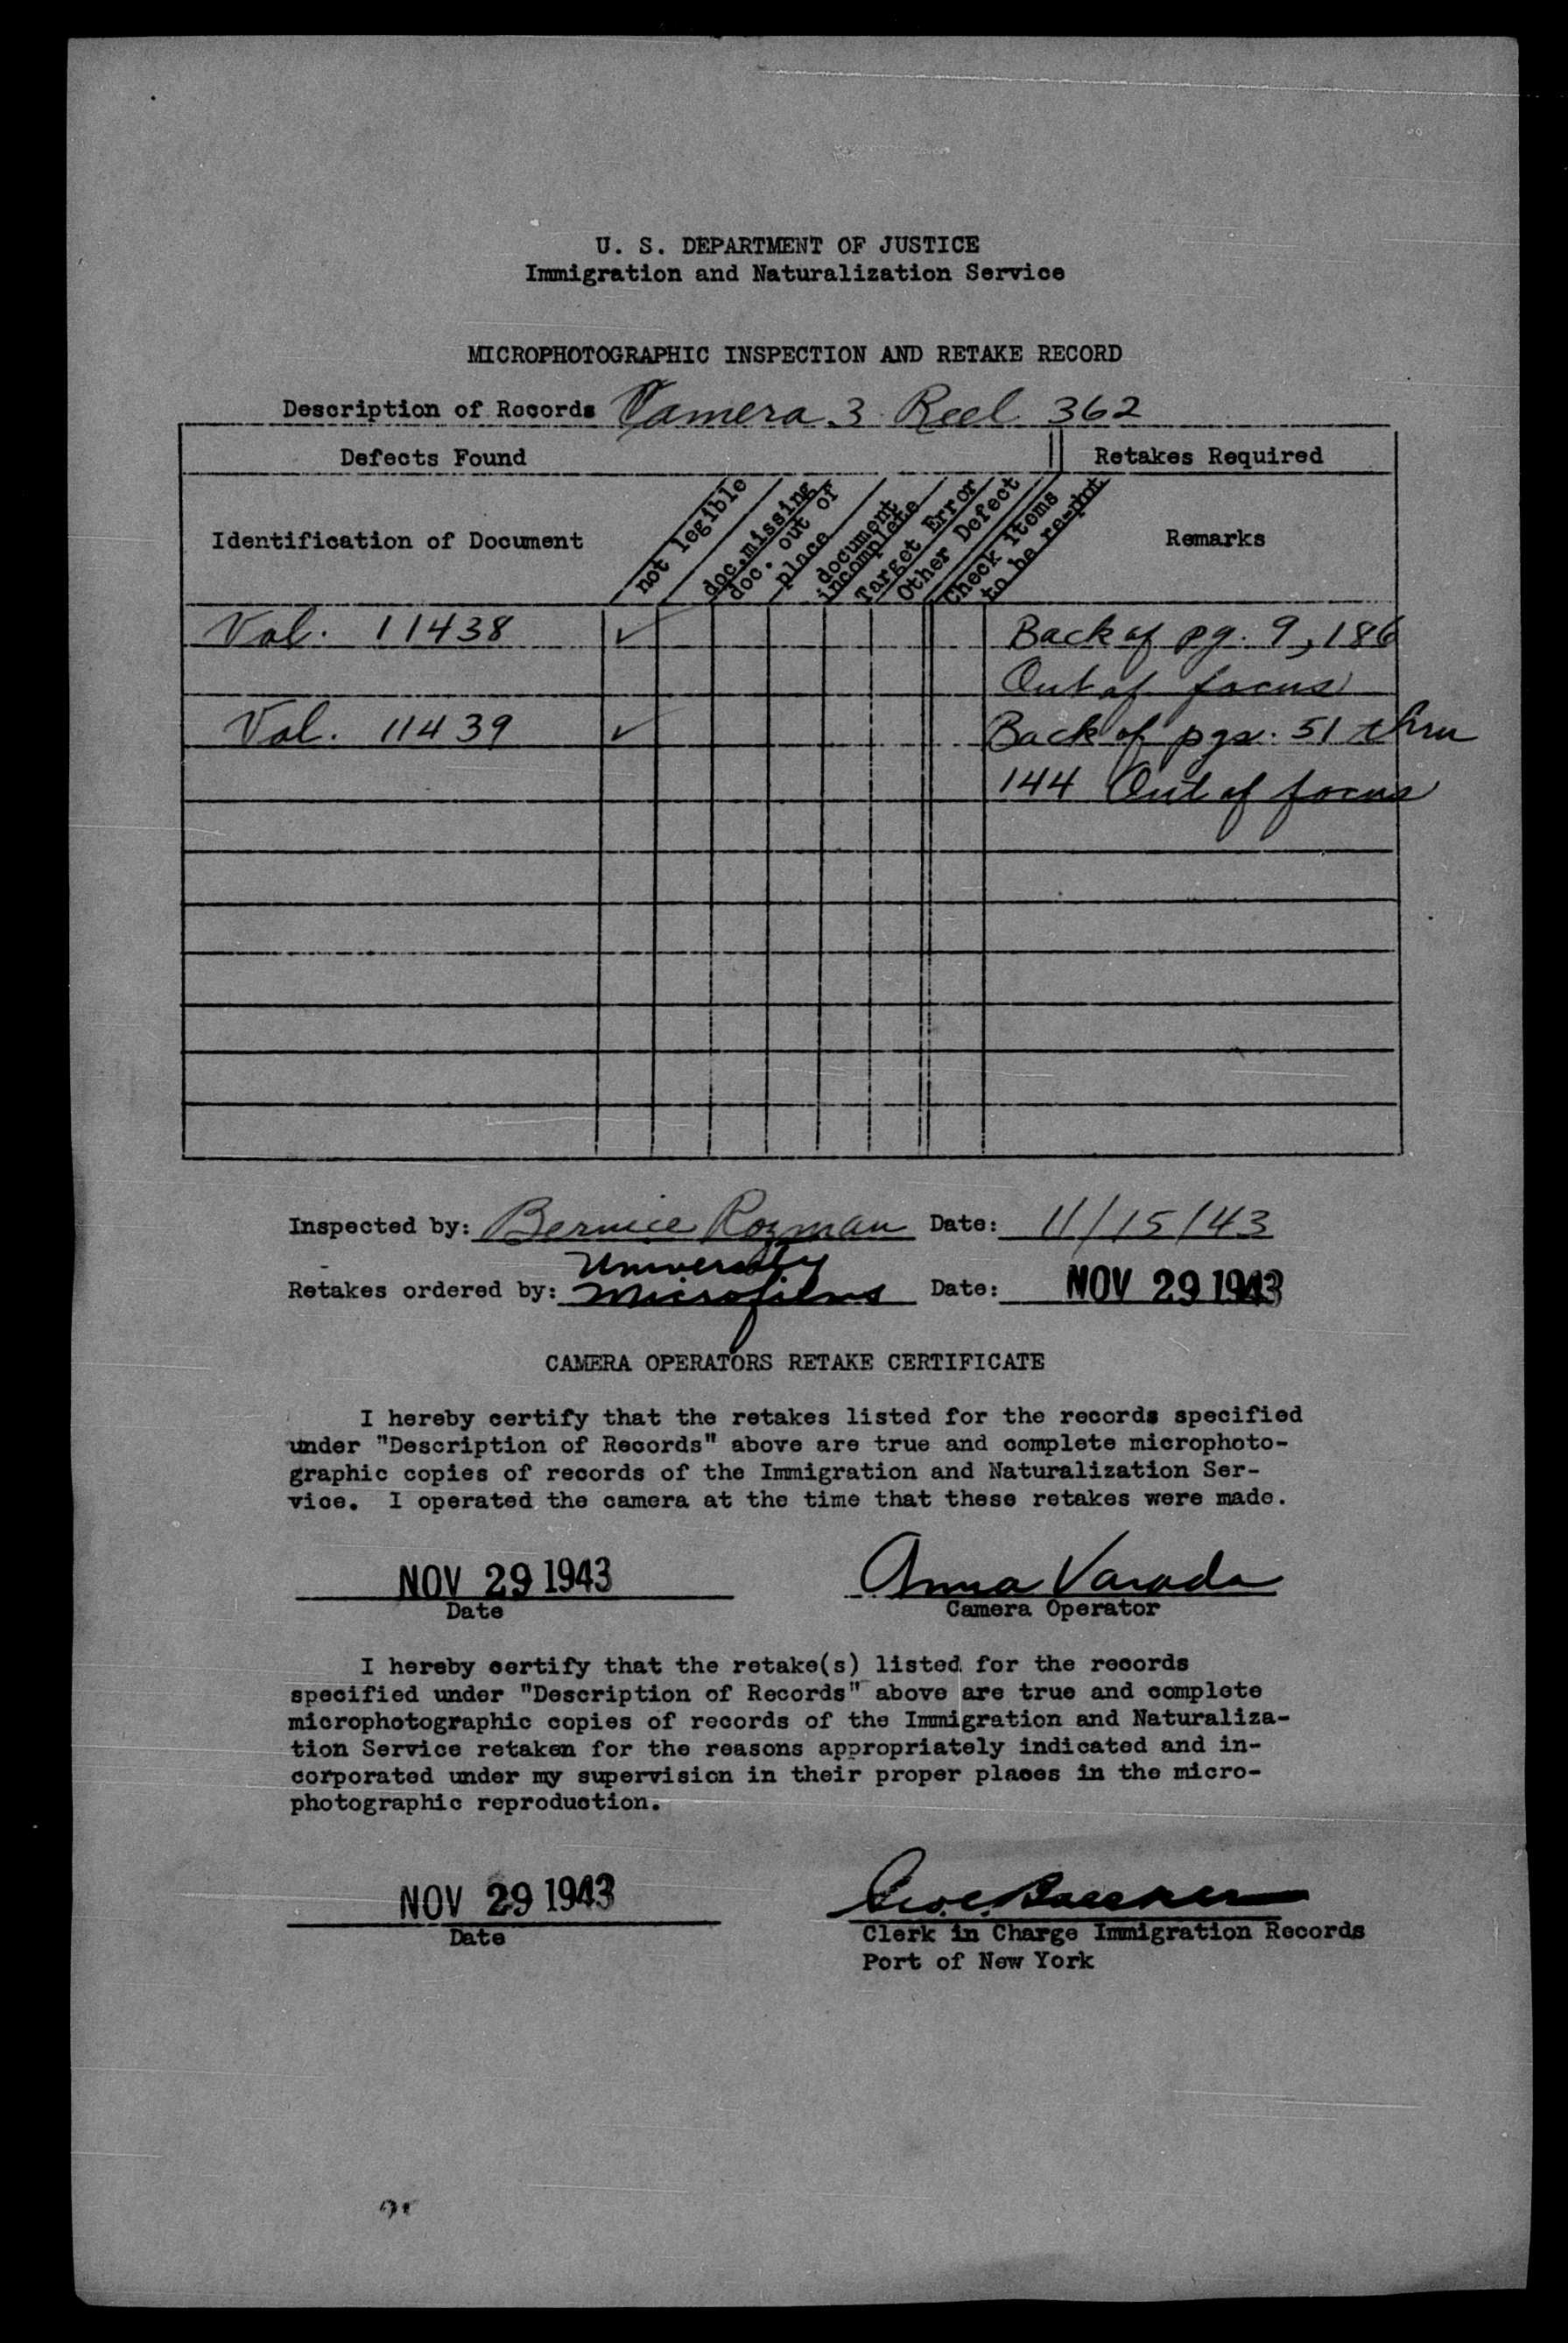 U. S. DEPARTMENT OF JUSTICE
Immigration and Naturalization Service
MICROPHOTOGRAPHIC INSPECTION AND RETAKE RECORD
Description of Records Camera 3 Reel 362
Defects Found
Retakes Required
Identification of Document
not legible
doc.missing
doc. out of
place
document
incomplete
Target Error
Other Defect
Check items
to be re-phot
Remarks
Vol. 11438 ✓ Back of pg. 9, 186
Out of focus
Vol. 11439 ✓ Back of pgs. 51 thru
144 Out of focus
Inspected by: Bernice Rozman Date: 11/15/43
University
Retakes ordered by: Microfilms Date: NOV 29 1943
CAMERA OPERATORS RETAKE CERTIFICATE
I hereby certify that the retakes listed for the records specified
under "Description of Records" above are true and complete microphoto-
graphic copies of records of the Immigration and Naturalization Ser-
vice. I operated the camera at the time that these retakes were made.
NOV 29 1943 Anna Varada
Date Camera Operator
I hereby certify that the retake(s) listed for the records
specified under "Description of Records" above are true and complete
microphotographic copies of records of the Immigration and Naturaliza-
tion Service retaken for the reasons appropriately indicated and in-
corporated under my supervision in their proper places in the micro-
photographic reproduction.
NOV 29 1943
Date
Clerk in Charge Immigration Records
Port of New York